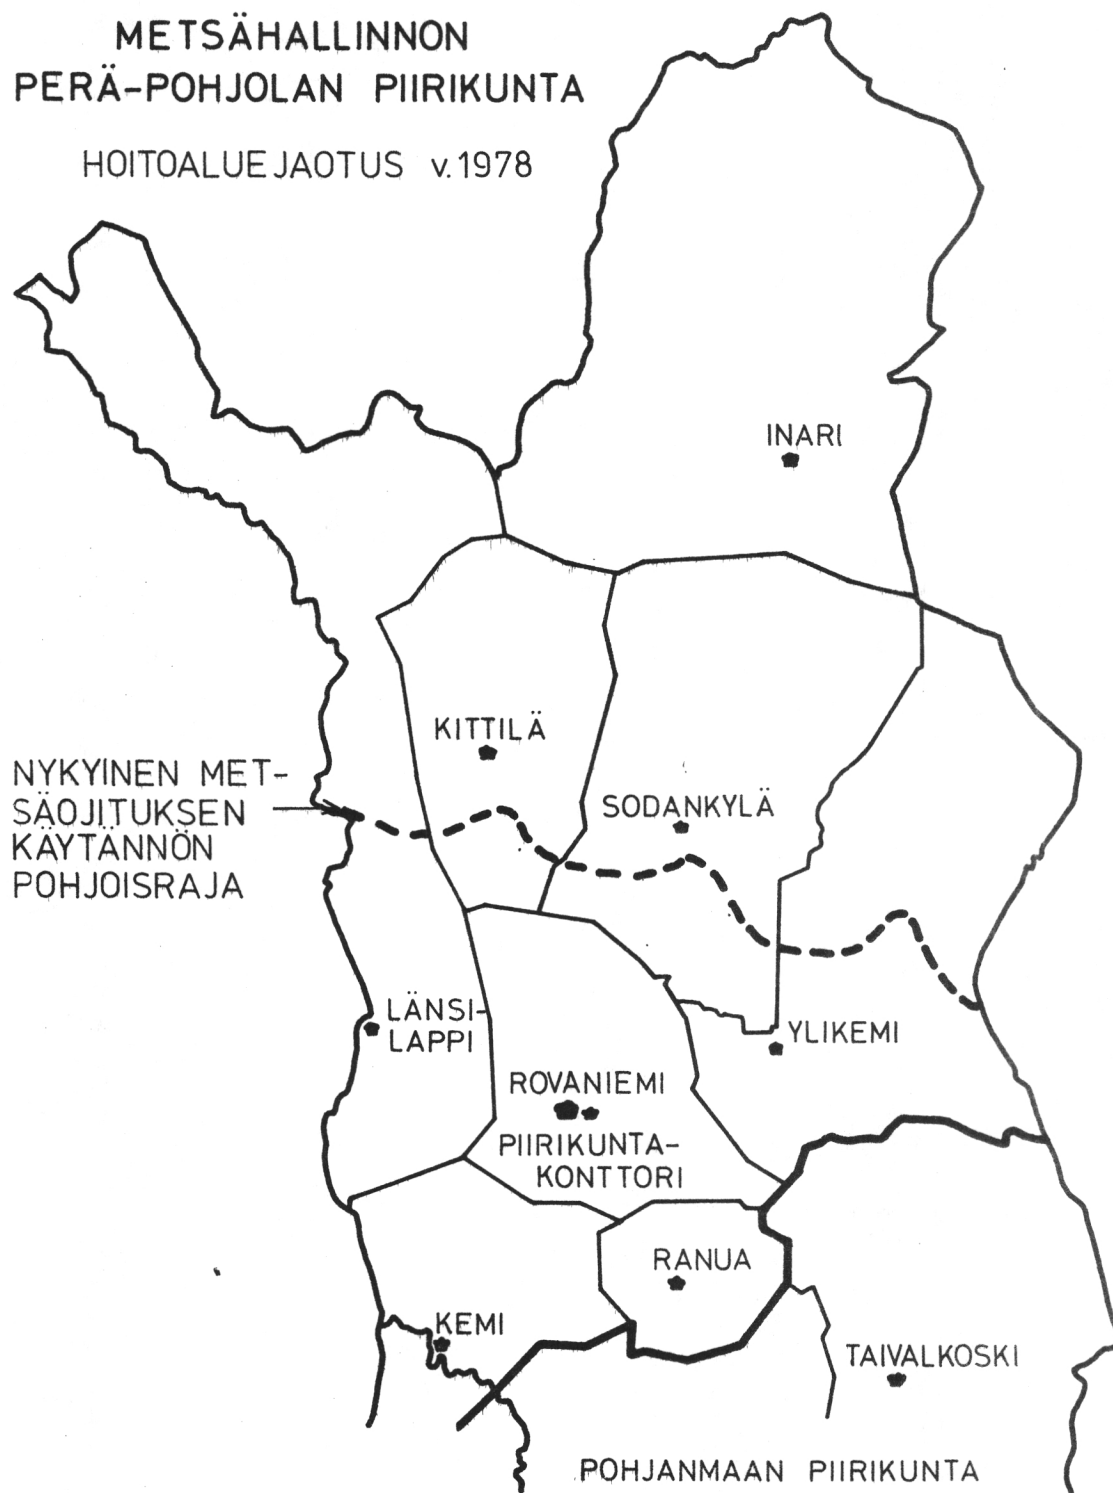 METSÄHALLINNON
PERÄ-POHJOLAN PIIRIKUNTA
HOITOALUEJAOTUS v.1978
INARI
KITTILÄ
NYKYINEN MET-
SÄOJITUKSEN
KÄYTÄNNÖN
POHJOISRAJA
SODANKYLÄ
LÄNSI-
LAPPI
YLIKEMI
ROVANIEMI
PIIRIKUNTA-
KONTTORI
RANUA
KEMI
TAIVALKOSKI
POHJANMAAN PIIRIKUNTA